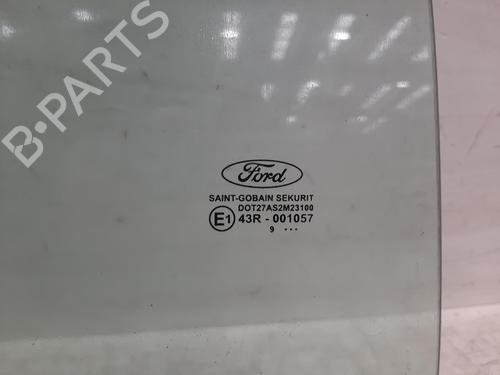 B-PARTS
Ford
SAINT-GOBAIN SEKURIT
DOT27AS2M23100
E1 43R - 001057
9 ...